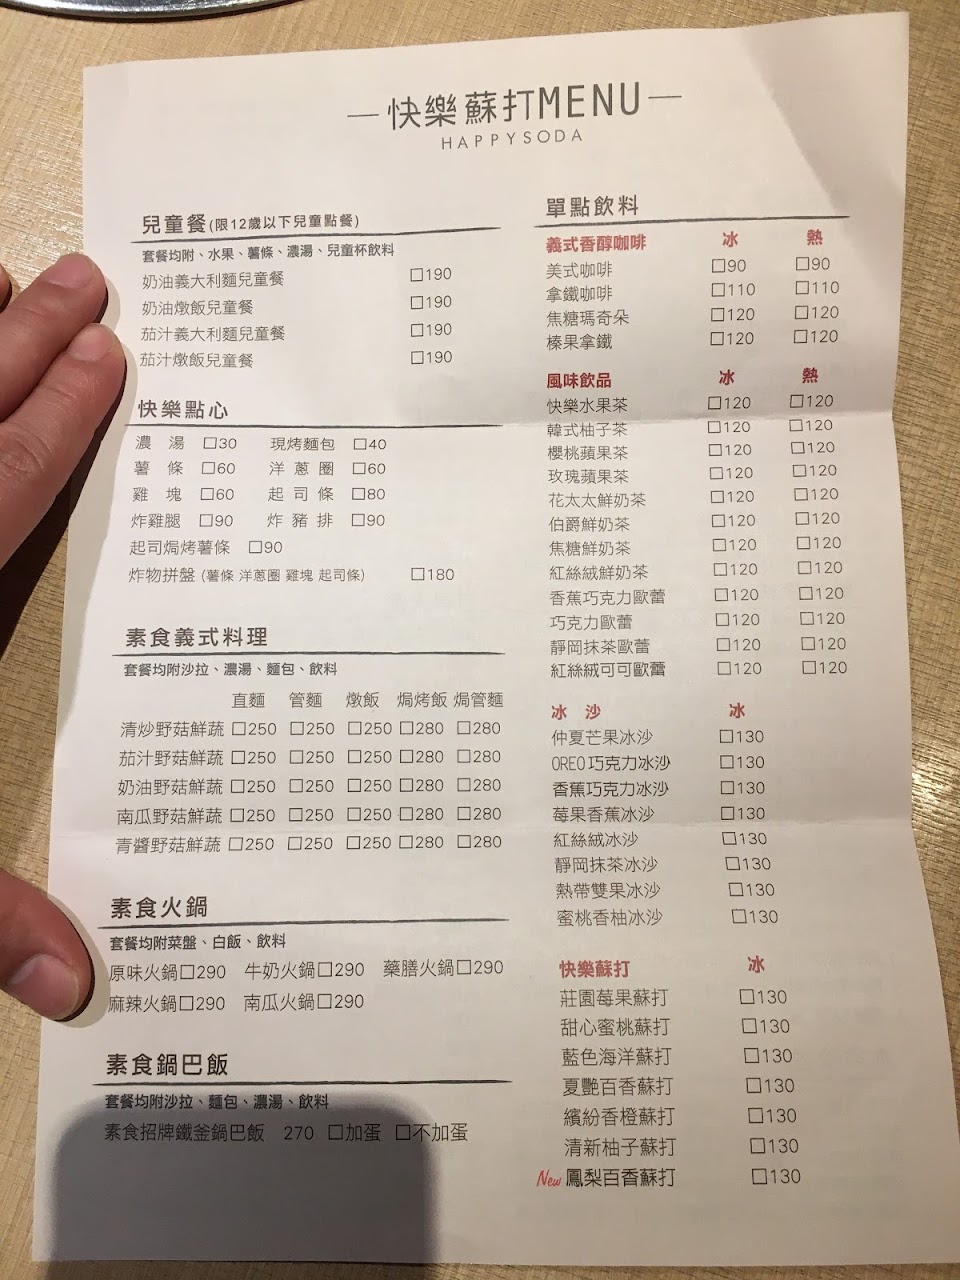 快樂蘇打MENU
HAPPYSODA
兒童餐(限12歲以下兒童點餐)
套餐均附、水果、薯條、濃湯、兒童杯飲料
奶油義大利麵兒童餐 □190
奶油燉飯兒童餐 □190
茄汁義大利麵兒童餐 □190
茄汁燉飯兒童餐 □190
快樂點心
濃湯 □30 現烤麵包 □40
薯條 □60 洋蔥圈 □60
雞塊 □60 起司條 □80
炸雞腿 □90 炸豬排 □90
起司焗烤薯條 □90
炸物拼盤 (薯條 洋蔥圈 雞塊 起司條) □180
素食義式料理
套餐均附沙拉、濃湯、麵包、飲料
直麵 管麵 燉飯 焗烤飯 焗管麵
清炒野菇鮮蔬 □250 □250 □250 □280 □280
茄汁野菇鮮蔬 □250 □250 □250 □280 □280
奶油野菇鮮蔬 □250 □250 □250 □280 □280
南瓜野菇鮮蔬 □250 □250 □250 □280 □280
青醬野菇鮮蔬 □250 □250 □250 □280 □280
素食火鍋
套餐均附菜盤、白飯、飲料
原味火鍋□290 牛奶火鍋□290 藥膳火鍋□290
麻辣火鍋□290 南瓜火鍋□290
素食鍋巴飯
套餐均附沙拉、麵包、濃湯、飲料
素食招牌鐵釜鍋巴飯 270 □加蛋 □不加蛋
單點飲料
義式香醇咖啡 冰 熱
美式咖啡 □90 □90
拿鐵咖啡 □110 □110
焦糖瑪奇朵 □120 □120
榛果拿鐵 □120 □120
風味飲品 冰 熱
快樂水果茶 □120 □120
韓式柚子茶 □120 □120
櫻桃蘋果茶 □120 □120
玫瑰蘋果茶 □120 □120
花太太鮮奶茶 □120 □120
伯爵鮮奶茶 □120 □120
焦糖鮮奶茶 □120 □120
紅絲絨鮮奶茶 □120 □120
香蕉巧克力歐蕾 □120 □120
巧克力歐蕾 □120 □120
靜岡抹茶歐蕾 □120 □120
紅絲絨可可歐蕾 □120 □120
冰沙 冰
仲夏芒果冰沙 □130
OREO巧克力冰沙 □130
香蕉巧克力冰沙 □130
莓果香蕉冰沙 □130
紅絲絨冰沙 □130
靜岡抹茶冰沙 □130
熱帶雙果冰沙 □130
蜜桃香柚冰沙 □130
快樂蘇打 冰
莊園莓果蘇打 □130
甜心蜜桃蘇打 □130
藍色海洋蘇打 □130
夏艷百香蘇打 □130
繽紛香橙蘇打 □130
清新柚子蘇打 □130
New 鳳梨百香蘇打 □130